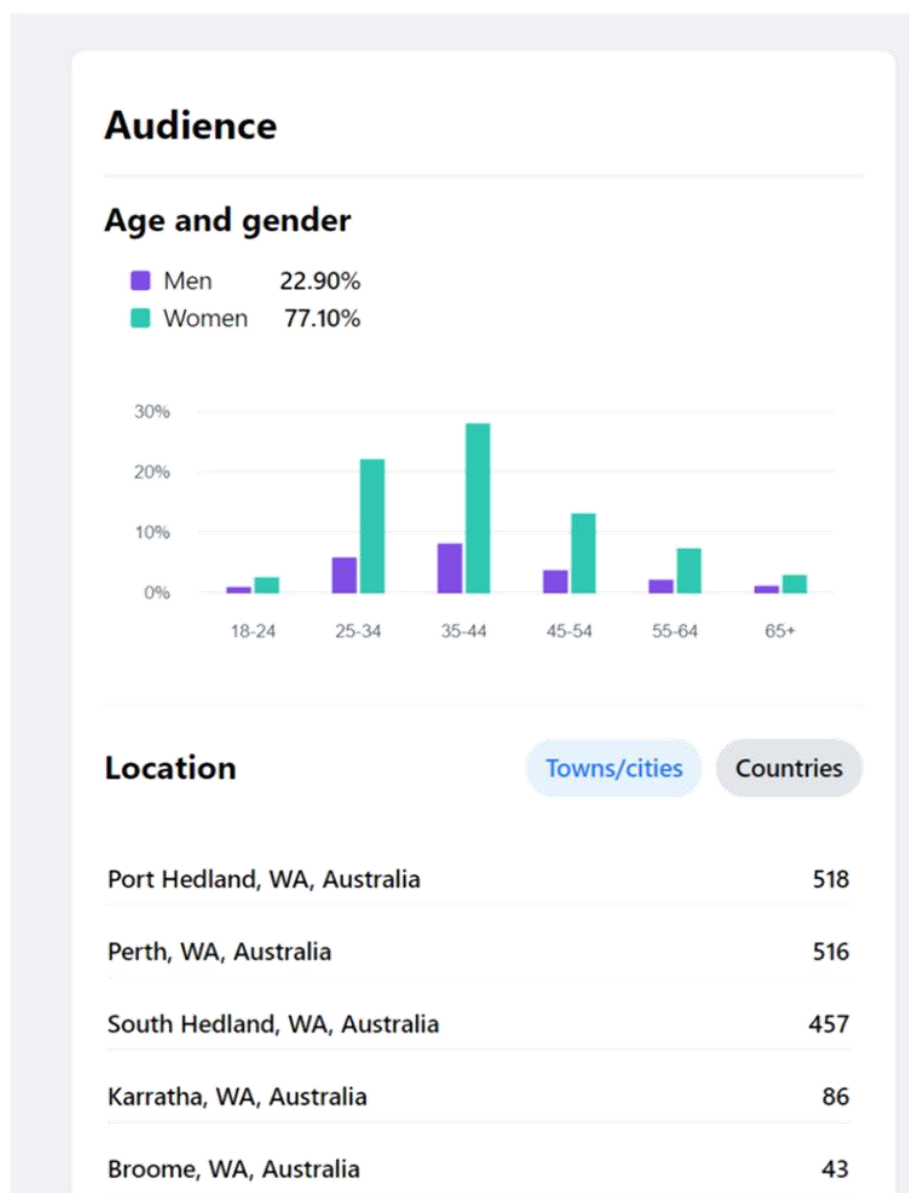 Audience
Age and gender
Men 22.90%
Women 77.10%
30%
20%
10%
0%
18-24 25-34 35-44 45-54 55-64 65+
Location Towns/cities Countries
Port Hedland, WA, Australia 518
Perth, WA, Australia 516
South Hedland, WA, Australia 457
Karratha, WA, Australia 86
Broome, WA, Australia 43